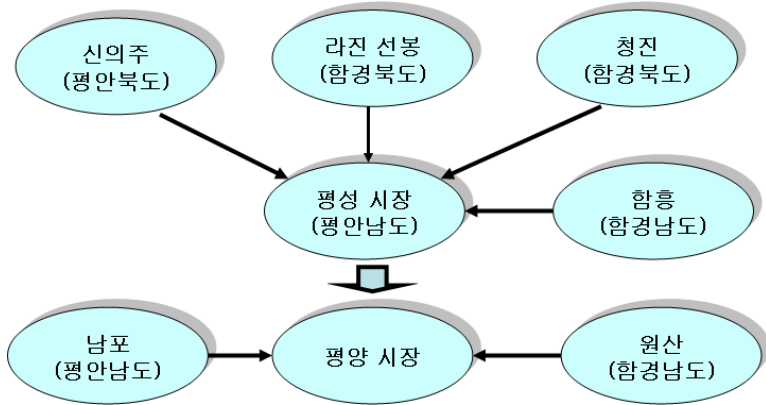 신의주
(평안북도)
라진 선봉
(함경북도)
청진
(함경북도)
평성 시장
(평안남도)
함흥
(함경남도)
남포
(평안남도)
평양 시장
원산
(함경남도)